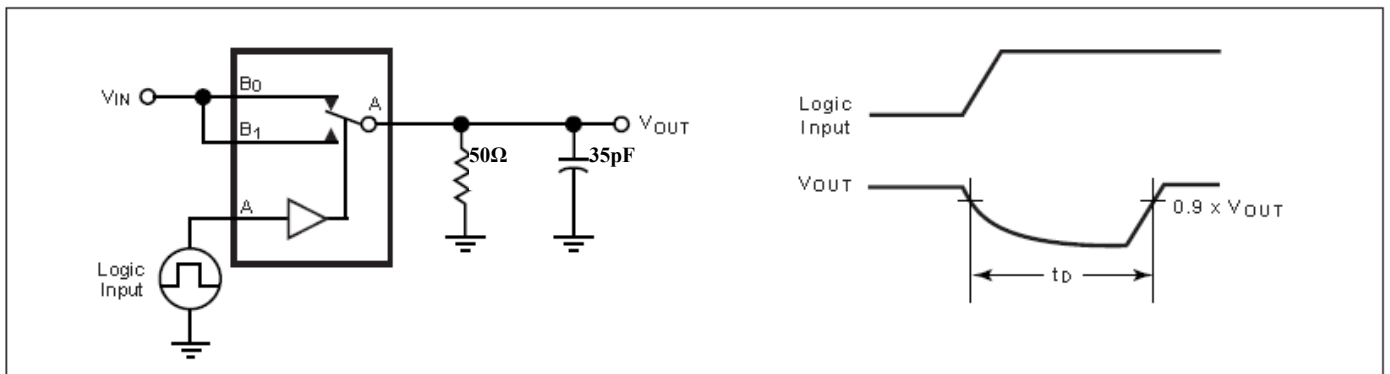 VIN
B0
A
B1
VOUT
50Ω
35pF
A
Logic
Input
Logic
Input
VOUT
0.9 x VOUT
tD